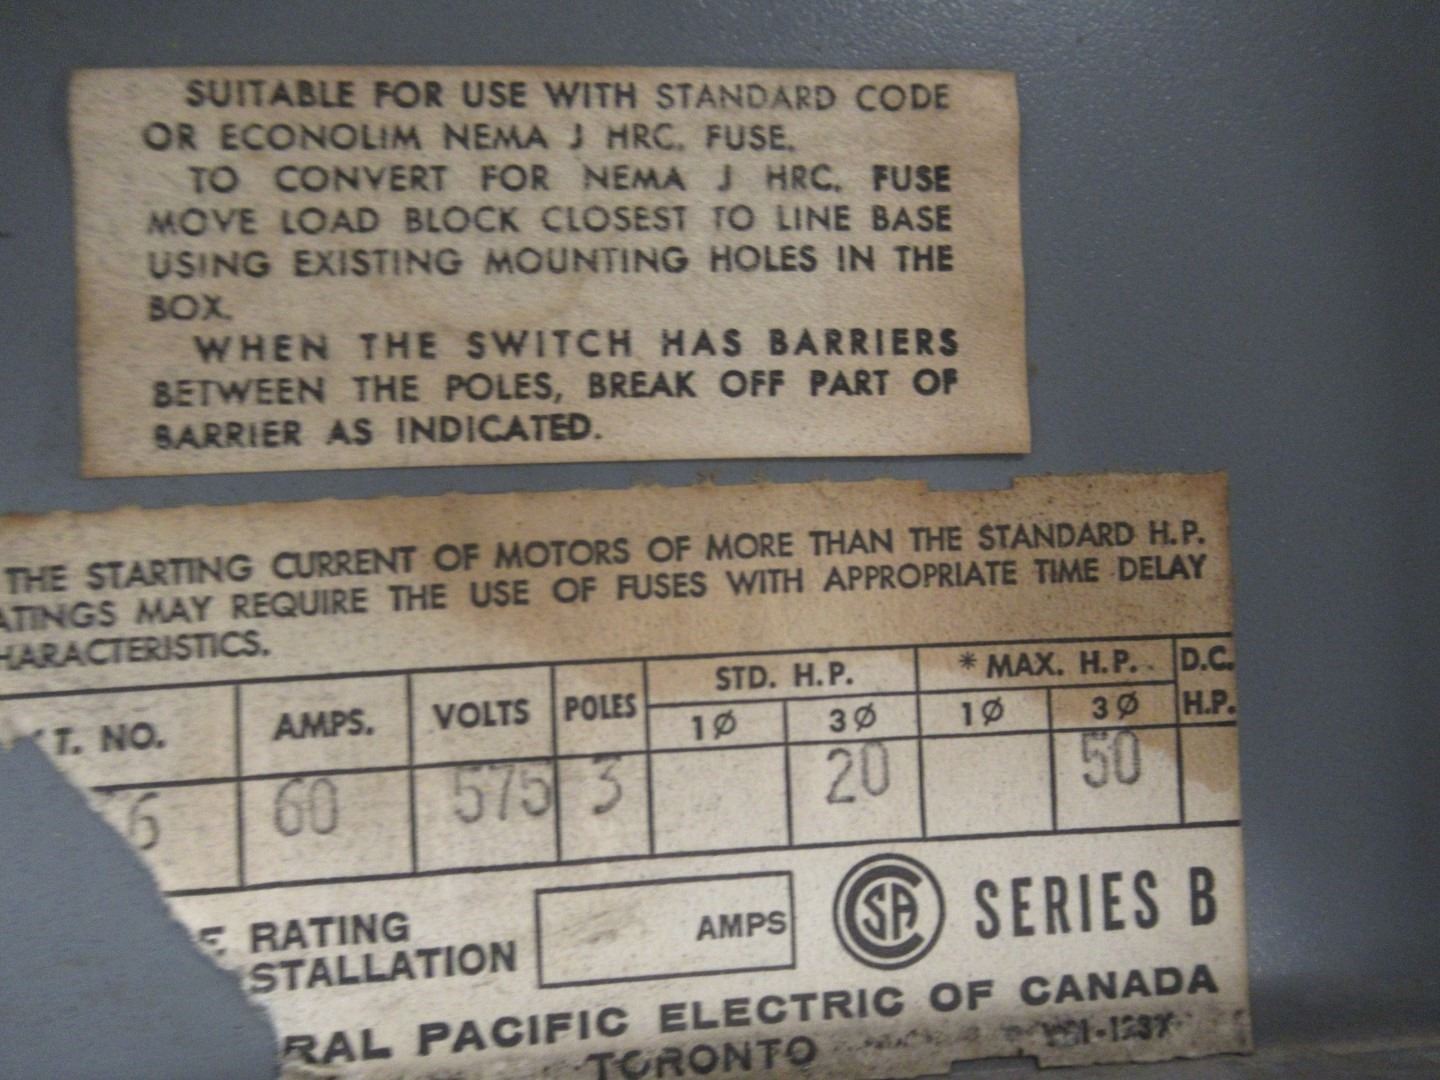 SUITABLE FOR USE WITH STANDARD CODE
OR ECONOLIM NEMA J HRC. FUSE.
TO CONVERT FOR NEMA J HRC. FUSE
MOVE LOAD BLOCK CLOSEST TO LINE BASE
USING EXISTING MOUNTING HOLES IN THE
BOX.
WHEN THE SWITCH HAS BARRIERS
BETWEEN THE POLES, BREAK OFF PART OF
BARRIER AS INDICATED.
THE STARTING CURRENT OF MOTORS OF MORE THAN THE STANDARD H.P.
ATINGS MAY REQUIRE THE USE OF FUSES WITH APPROPRIATE TIME DELAY
HARACTERISTICS.
T. NO. AMPS. VOLTS POLES STD. H.P. * MAX. H.P. D.C. H.P.
1Ø 3Ø 1Ø 3Ø
6 60 575 3 20 50
E RATING
STALLATION AMPS CSA SERIES B
RAL PACIFIC ELECTRIC OF CANADA
TORONTO